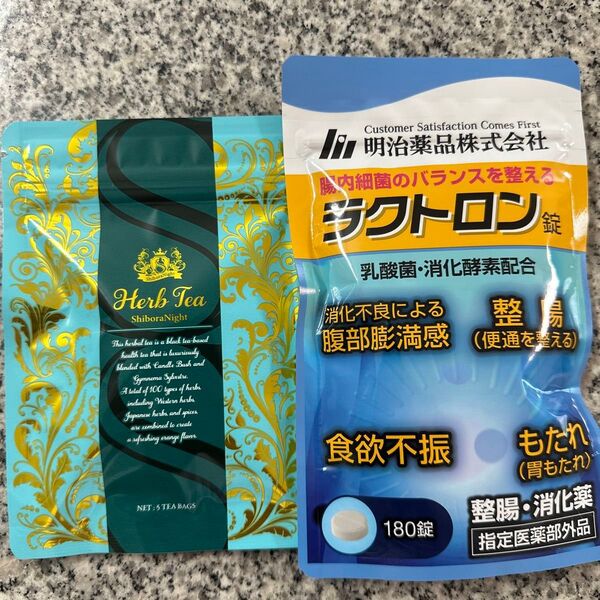 Herb Tea
ShiboraNight
This herbal tea is a black tea-based
health tea that is luxuriously
blended with Candle Bush and
Gymnema Sylvestre.
A total of 100 types of herbs,
including Western herbs,
Japanese herbs, and spices,
are combined to create
a refreshing orange flavor.
NET : 5 TEA BAGS
Customer Satisfaction Comes First
明治薬品株式会社
腸内細菌のバランスを整える
ラクトロン錠
乳酸菌・消化酵素配合
消化不良による
腹部膨満感
整腸
(便通を整える)
食欲不振
もたれ
(胃もたれ)
180錠
整腸・消化薬
指定医薬部外品